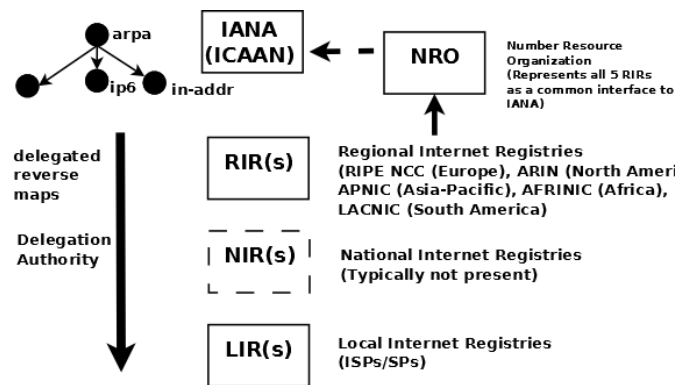 arpa
ip6
in-addr
IANA
(ICAAN)
NRO
Number Resource
Organization
(Represents all 5 RIRs
as a common interface to
IANA)
delegated
reverse
maps
RIR(s)
Regional Internet Registries
(RIPE NCC (Europe), ARIN (North Ameri
APNIC (Asia-Pacific), AFRINIC (Africa),
LACNIC (South America)
Delegation
Authority
NIR(s)
National Internet Registries
(Typically not present)
LIR(s)
Local Internet Registries
(ISPs/SPs)